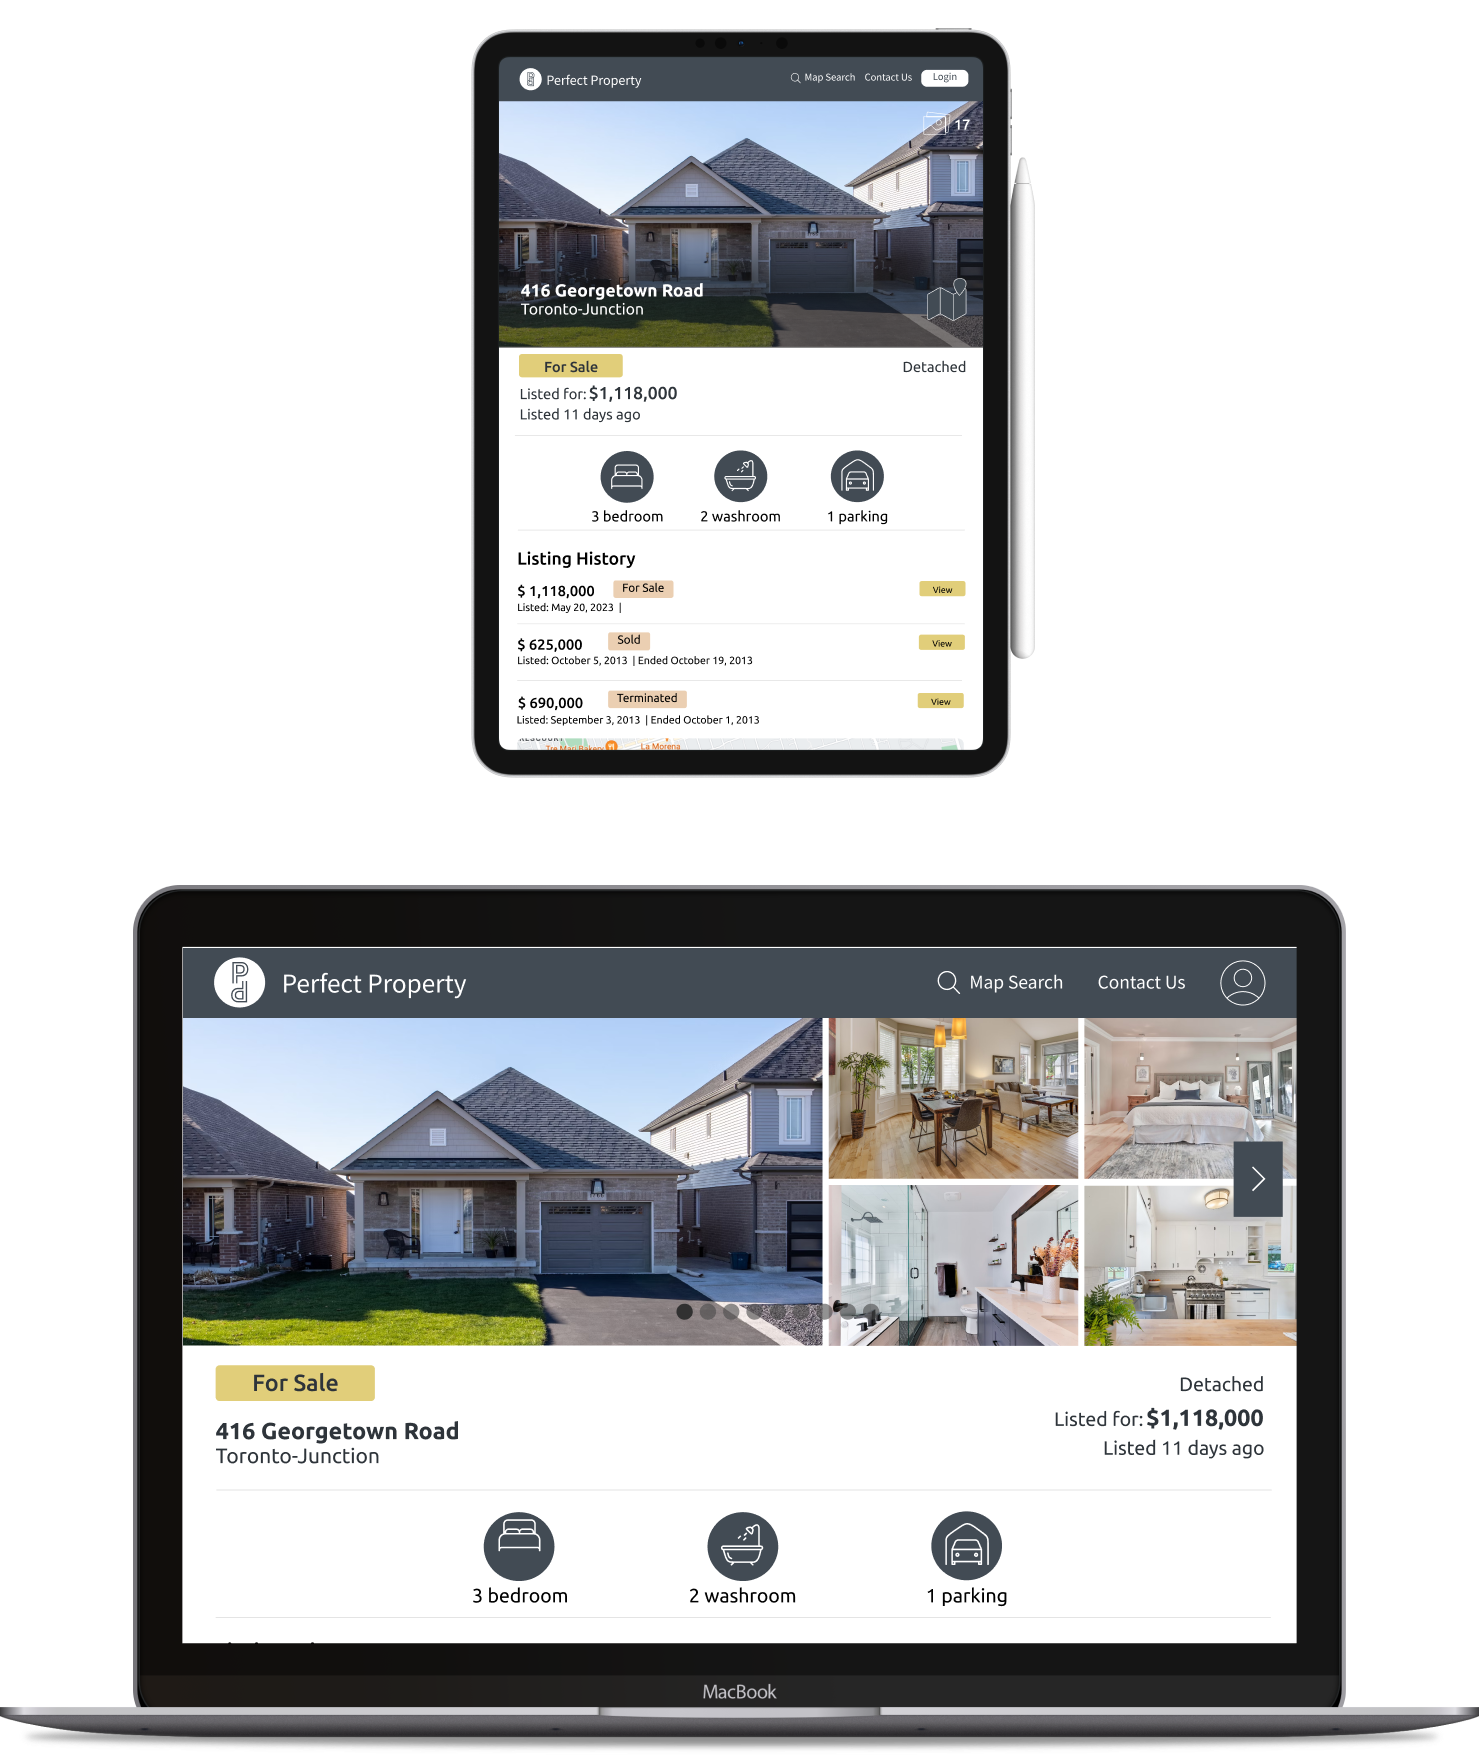 Perfect Property
Map Search Contact Us Login
17
416 Georgetown Road
Toronto-Junction
For Sale Detached
Listed for: $1,118,000
Listed 11 days ago
3 bedroom 2 washroom 1 parking
Listing History
$ 1,118,000 For Sale View
Listed: May 20, 2023 |
$ 625,000 Sold View
Listed: October 5, 2013 | Ended October 19, 2013
$ 690,000 Terminated View
Listed: September 3, 2013 | Ended October 1, 2013
Tre Mari Bakery La Morena
Perfect Property
Map Search Contact Us
For Sale
Detached
416 Georgetown Road
Listed for: $1,118,000
Toronto-Junction
Listed 11 days ago
3 bedroom 2 washroom 1 parking
MacBook